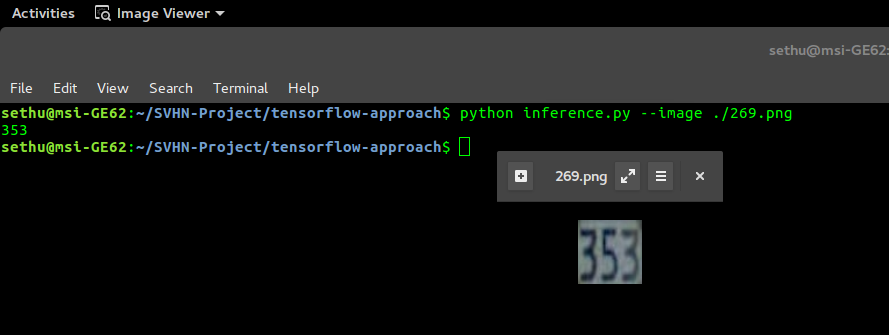 Activities Image Viewer
sethu@msi-GE62:
File Edit View Search Terminal Help
sethu@msi-GE62:~/SVHN-Project/tensorflow-approach$ python inference.py --image ./269.png
353
sethu@msi-GE62:~/SVHN-Project/tensorflow-approach$
269.png
353